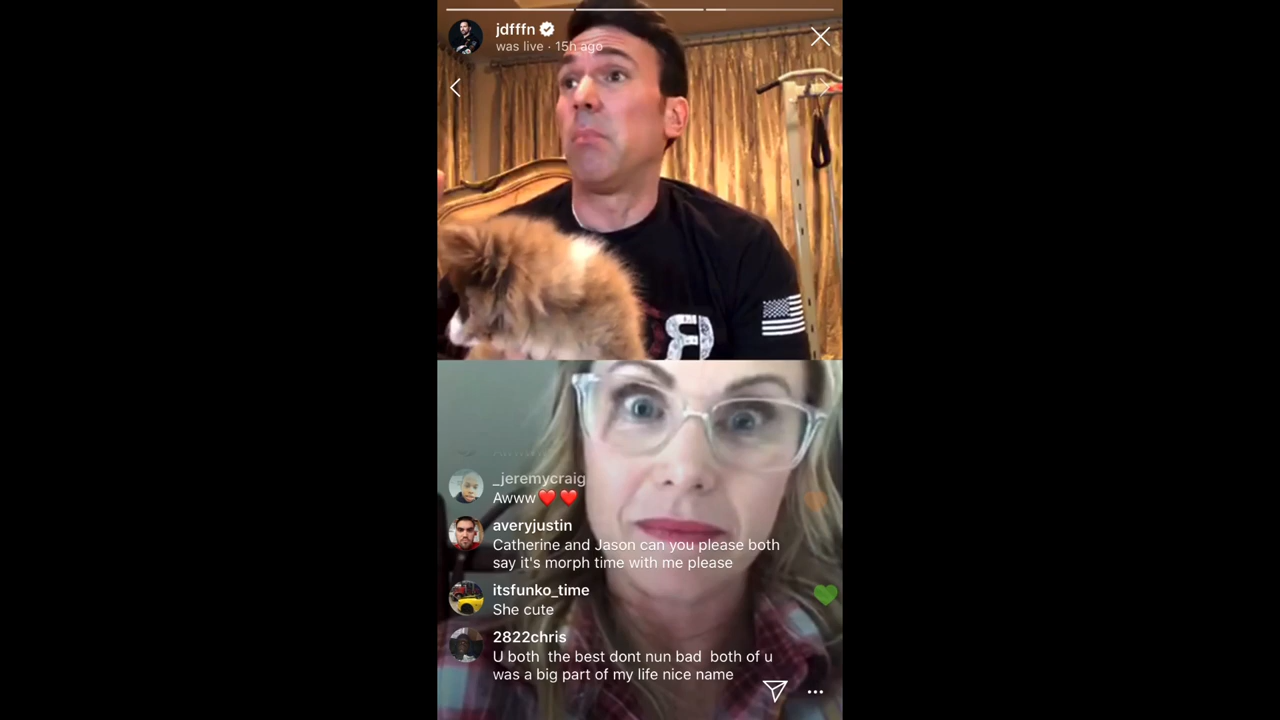 jdfffn
was live · 15h ago
_jeremycraig
Awww❤️❤️
averyjustin
Catherine and Jason can you please both
say it's morph time with me please
itsfunko_time
She cute
2822chris
U both  the best dont nun bad  both of u
was a big part of my life nice name